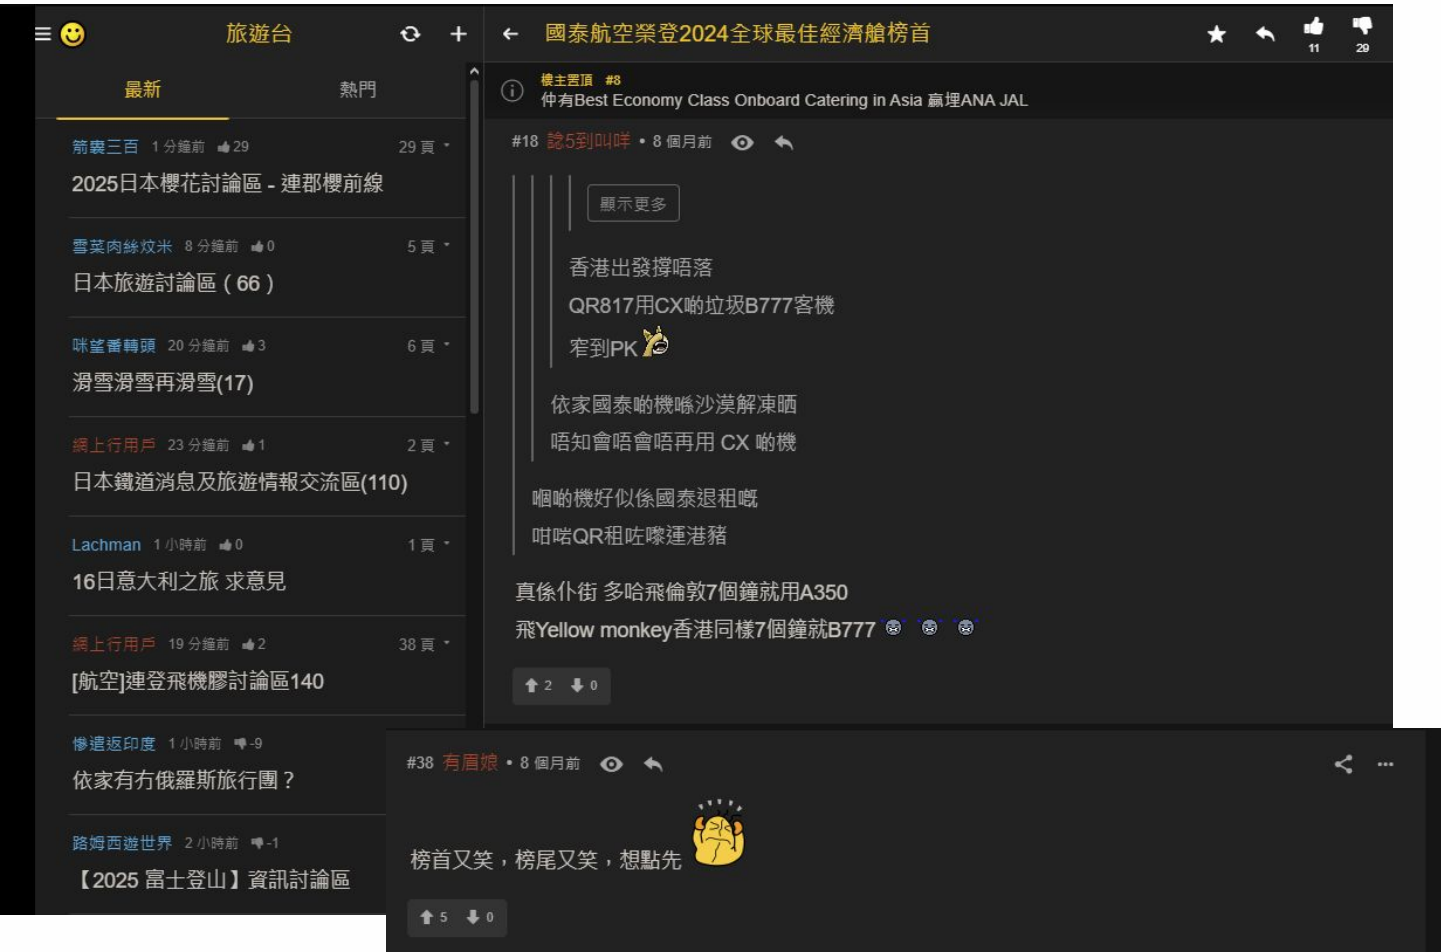 旅遊台
最新
熱門
箭襲三百 1 分鐘前 29 29 頁
2025日本櫻花討論區 - 連郡櫻前線
雪菜肉絲炆米 8 分鐘前 0 5 頁
日本旅遊討論區 ( 66 )
咪望番轉頭 20 分鐘前 3 6 頁
滑雪滑雪再滑雪(17)
網上行用戶 23 分鐘前 1 2 頁
日本鐵道消息及旅遊情報交流區(110)
Lachman 1 小時前 0 1 頁
16日意大利之旅 求意見
網上行用戶 19 分鐘前 2 38 頁
[航空]連登飛機膠討論區140
慘遣返印度 1 小時前 -9
依家有冇俄羅斯旅行團？
路姆西遊世界 2 小時前 -1
【2025 富士登山】資訊討論區
國泰航空榮登2024全球最佳經濟艙榜首
11 29
樓主罟頂 #8
仲有Best Economy Class Onboard Catering in Asia 贏埋ANA JAL
#18 諗5到叫咩 • 8 個月前
顯示更多
香港出發撐唔落
QR817用CX啲垃圾B777客機
窄到PK
依家國泰啲機喺沙漠解凍晒
唔知會唔會唔再用 CX 啲機
嗰啲機好似係國泰退租嘅
咁啱QR租咗嚟運港豬
真係仆街 多哈飛倫敦7個鐘就用A350
飛Yellow monkey香港同樣7個鐘就B777
2 0
#38 有眉娘 • 8 個月前
榜首又笑，榜尾又笑，想點先
5 0